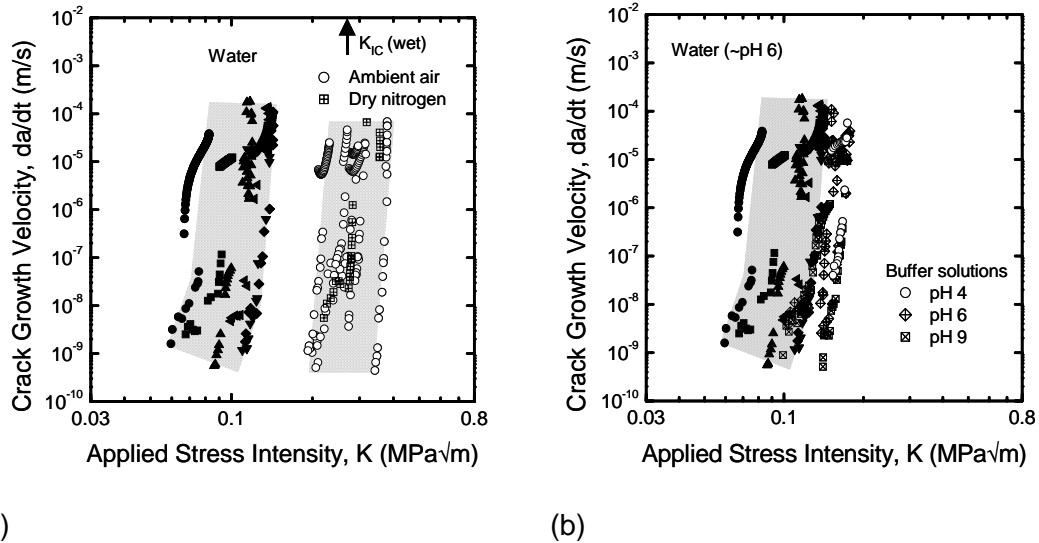 10⁻²
10⁻³
10⁻⁴
10⁻⁵
10⁻⁶
10⁻⁷
10⁻⁸
10⁻⁹
10⁻¹⁰
Crack Growth Velocity, da/dt (m/s)
Water
K_IC (wet)
Ambient air
Dry nitrogen
0.03
0.1
0.8
Applied Stress Intensity, K (MPa√m)
)
10⁻²
10⁻³
10⁻⁴
10⁻⁵
10⁻⁶
10⁻⁷
10⁻⁸
10⁻⁹
10⁻¹⁰
Crack Growth Velocity, da/dt (m/s)
Water (~pH 6)
Buffer solutions
pH 4
pH 6
pH 9
0.03
0.1
0.8
Applied Stress Intensity, K (MPa√m)
(b)